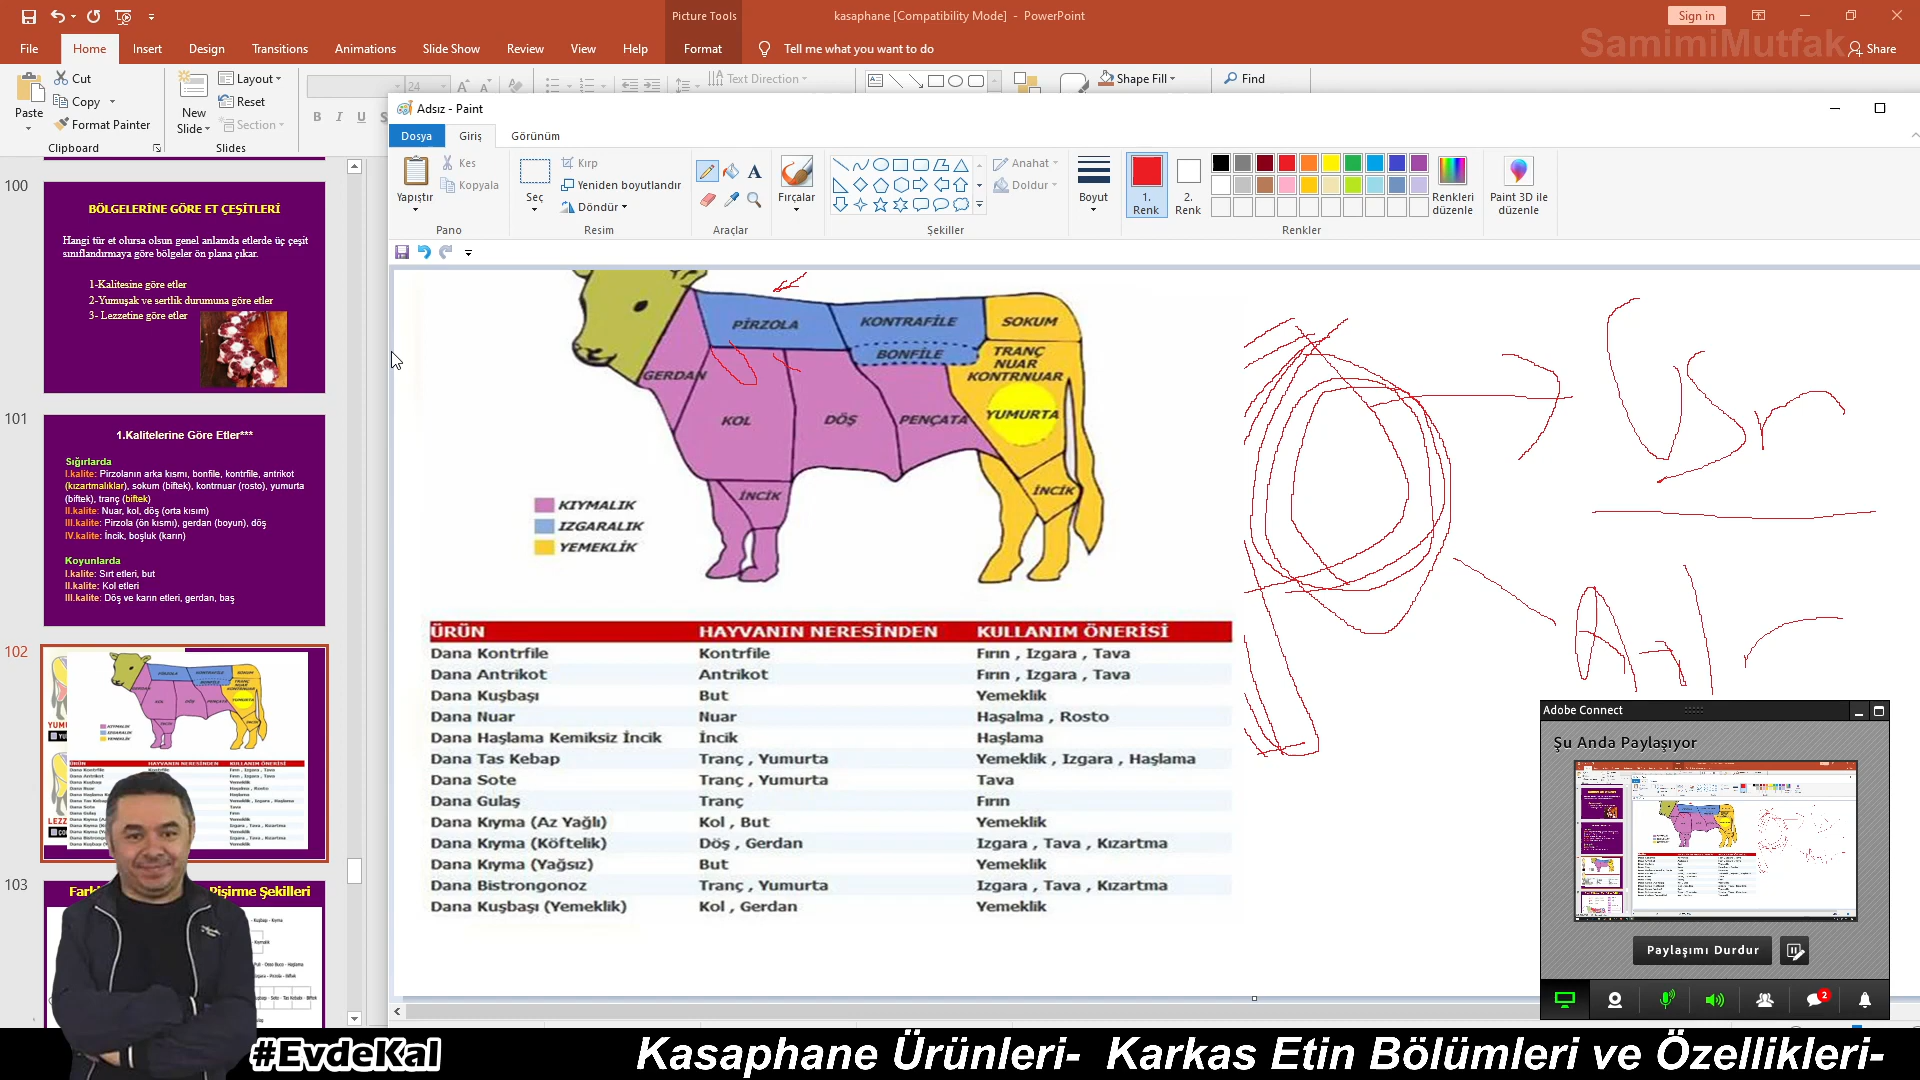 Picture Tools
kasaphane [Compatibility Mode] - PowerPoint
Sign in
File
Home
Insert
Design
Transitions
Animations
Slide Show
Review
View
Help
Format
Tell me what you want to do
SamimiMutfak
Share
Paste
Cut
Copy
Format Painter
Clipboard
New Slide
Layout
Reset
Section
Slides
24
Text Direction
Shape Fill
Find
B I U S
Adsız - Paint
Dosya
Giriş
Görünüm
Yapıştır
Kes
Kopyala
Pano
Seç
Kırp
Yeniden boyutlandır
Döndür
Resim
Araçlar
Fırçalar
Anahat
Doldur
Şekiller
Boyut
1. Renk
2. Renk
Renkleri düzenle
Paint 3D ile düzenle
Renkler
100
BÖLGELERİNE GÖRE ET ÇEŞİTLERİ
Hangi tür et olursa olsun genel anlamda etlerde üç çeşit
sınıflandırmaya göre bölgeler ön plana çıkar.
1-Kalitesine göre etler
2-Yumuşak ve sertlik durumuna göre etler
3- Lezzetine göre etler
101
1.Kalitelerine Göre Etler***
Sığırlarda
I.kalite: Pirzolanın arka kısmı, bonfile, kontrfile, antrikot
(kızartmalıklar), sokum (biftek), kontrnuar (rosto), yumurta
(biftek), tranç (biftek)
II.kalite: Nuar, kol, döş (orta kısım)
III.kalite: Pirzola (ön kısmı), gerdan (boyun), döş
IV.kalite: İncik, boşluk (karın)
Koyunlarda
I.kalite: Sırt etleri, but
II.kalite: Kol etleri
III.kalite: Döş ve karın etleri, gerdan, baş
102
103
Pişirme Şekilleri
PİRZOLA
KONTRAFİLE
SOKUM
BONFİLE
TRANÇ
NUAR
KONTRNUAR
GERDAN
KOL
DÖŞ
PENÇATA
YUMURTA
İNCİK
İNCİK
KIYMALIK
IZGARALIK
YEMEKLİK
ÜRÜN HAYVANIN NERESİNDEN KULLANIM ÖNERİSİ
Dana Kontrfile Kontrfile Fırın , Izgara , Tava
Dana Antrikot Antrikot Fırın , Izgara , Tava
Dana Kuşbaşı But Yemeklik
Dana Nuar Nuar Haşalma , Rosto
Dana Haşlama Kemiksiz İncik İncik Haşlama
Dana Tas Kebap Tranç , Yumurta Yemeklik , Izgara , Haşlama
Dana Sote Tranç , Yumurta Tava
Dana Gulaş Tranç Fırın
Dana Kıyma (Az Yağlı) Kol , But Yemeklik
Dana Kıyma (Köftelik) Döş , Gerdan Izgara , Tava , Kızartma
Dana Kıyma (Yağsız) But Yemeklik
Dana Bistrongonoz Tranç , Yumurta Izgara , Tava , Kızartma
Dana Kuşbaşı (Yemeklik) Kol , Gerdan Yemeklik
Adobe Connect
Şu Anda Paylaşıyor
Paylaşımı Durdur
2
#EvdeKal
Kasaphane Ürünleri- Karkas Etin Bölümleri ve Özellikleri-